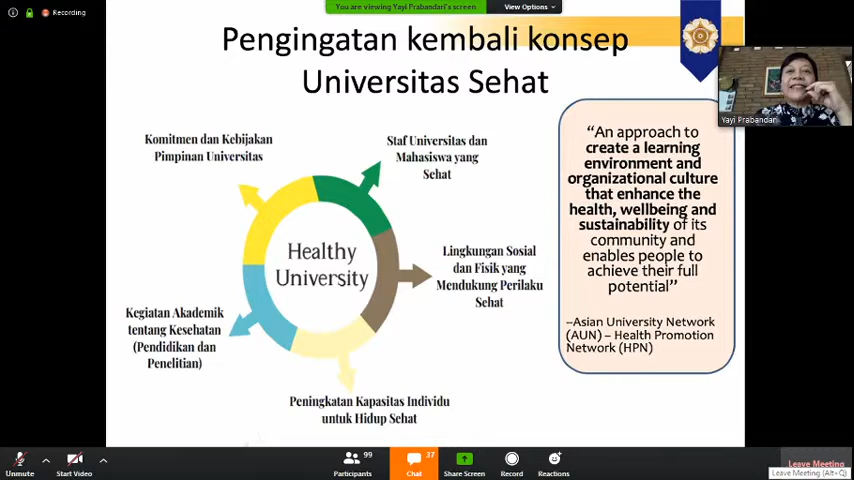 You are viewing Yayi Prabandari's screen
View Options
Recording
Pengingatan kembali konsep
Universitas Sehat
Yayi Prabandari
Komitmen dan Kebijakan
Pimpinan Universitas
Staf Universitas dan
Mahasiswa yang
Sehat
Healthy
University
Lingkungan Sosial
dan Fisik yang
Mendukung Perilaku
Sehat
Kegiatan Akademik
tentang Kesehatan
(Pendidikan dan
Penelitian)
Peningkatan Kapasitas Individu
untuk Hidup Sehat
“An approach to
create a learning
environment and
organizational culture
that enhance the
health, wellbeing and
sustainability of its
community and
enables people to
achieve their full
potential”
–Asian University Network
(AUN) – Health Promotion
Network (HPN)
Unmute
Start Video
99
Participants
37
Chat
Share Screen
Record
Reactions
Leave Meeting
Leave Meeting (Alt+Q)